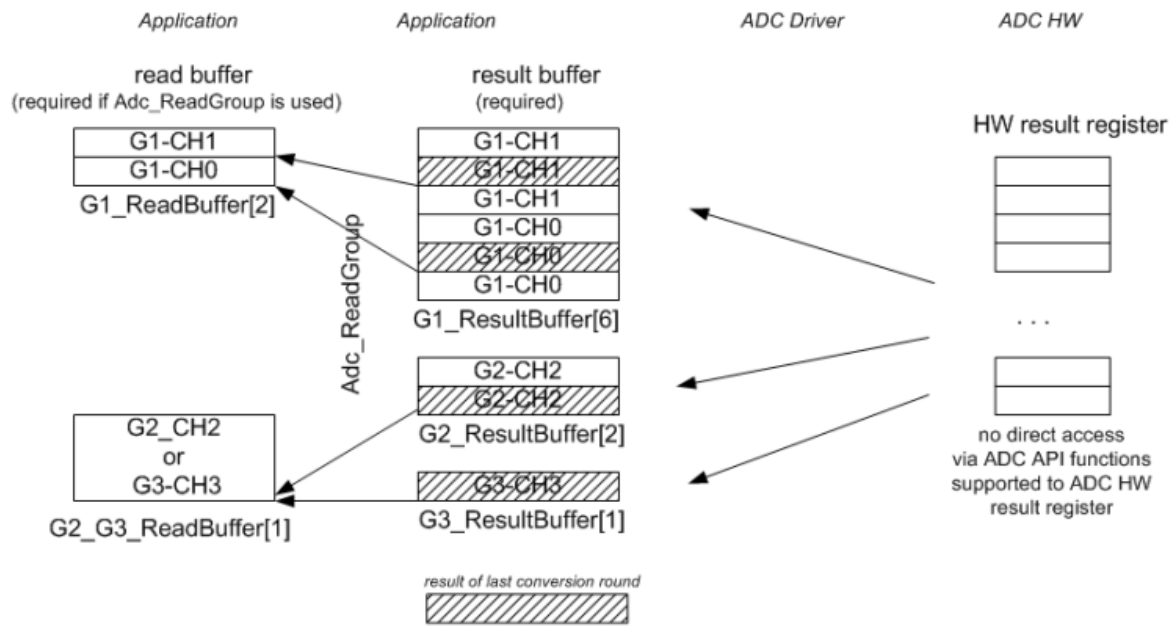 Application
Application
ADC Driver
ADC HW
read buffer
(required if Adc_ReadGroup is used)
G1-CH1
G1-CH0
G1_ReadBuffer[2]
Adc_ReadGroup
G2_CH2
or
G3-CH3
G2_G3_ReadBuffer[1]
result buffer
(required)
G1-CH1
G1-CH1
G1-CH1
G1-CH0
G1-CH0
G1-CH0
G1_ResultBuffer[6]
G2-CH2
G2-CH2
G2_ResultBuffer[2]
G3-CH3
G3_ResultBuffer[1]
result of last conversion round
HW result register
. . .
no direct access
via ADC API functions
supported to ADC HW
result register